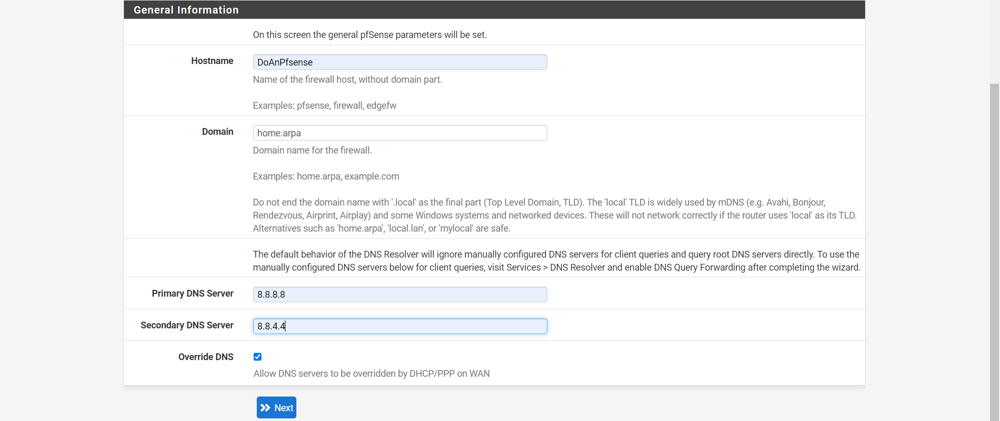 General Information
On this screen the general pfSense parameters will be set.
Hostname
DoAnPfsense
Name of the firewall host, without domain part.
Examples: pfsense, firewall, edgefw
Domain
home.arpa
Domain name for the firewall.
Examples: home.arpa, example.com
Do not end the domain name with '.local' as the final part (Top Level Domain, TLD). The 'local' TLD is widely used by mDNS (e.g. Avahi, Bonjour,
Rendezvous, Airprint, Airplay) and some Windows systems and networked devices. These will not network correctly if the router uses 'local' as its TLD.
Alternatives such as 'home.arpa', 'local.lan', or 'mylocal' are safe.
The default behavior of the DNS Resolver will ignore manually configured DNS servers for client queries and query root DNS servers directly. To use the
manually configured DNS servers below for client queries, visit Services > DNS Resolver and enable DNS Query Forwarding after completing the wizard.
Primary DNS Server
8.8.8.8
Secondary DNS Server
8.8.4.4
Override DNS
Allow DNS servers to be overridden by DHCP/PPP on WAN
Next